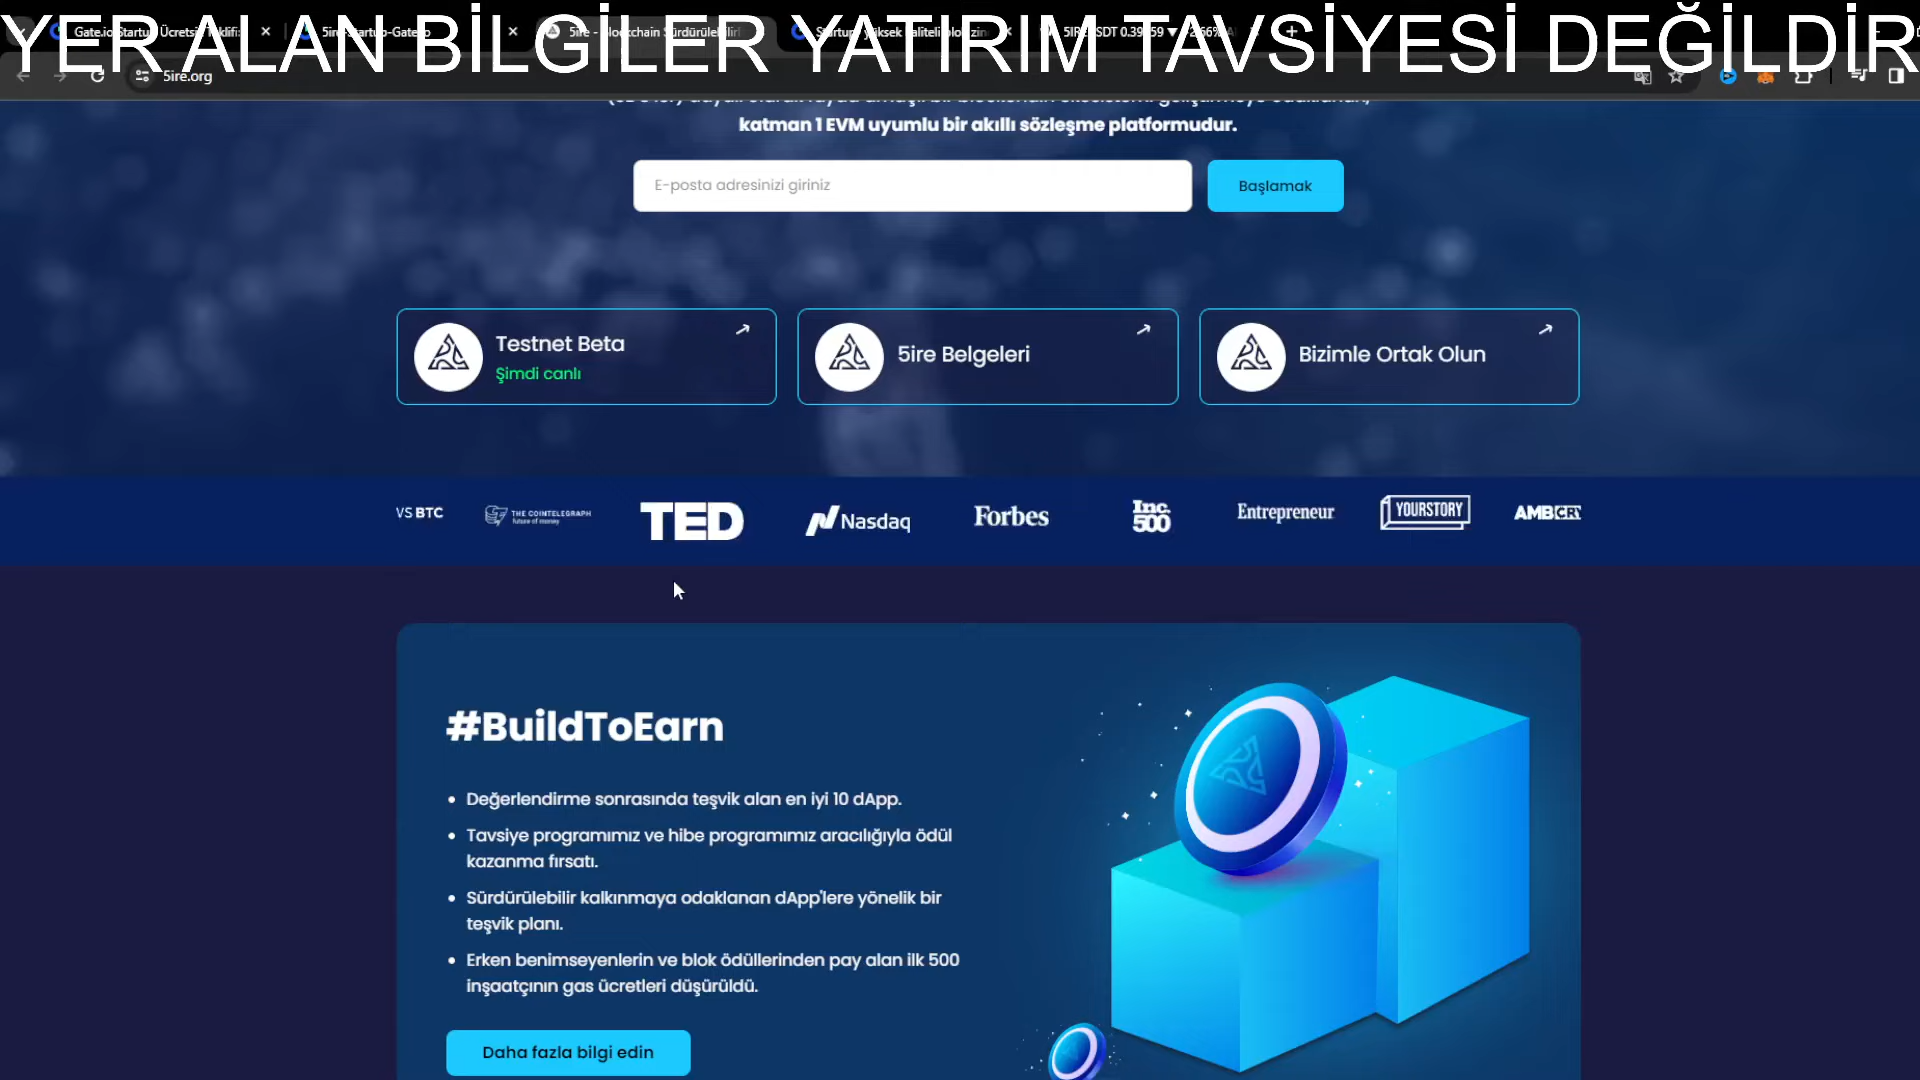 YER ALAN BİLGİLER YATIRIM TAVSİYESİ DEĞİLDİR
5ire.org
katman 1 EVM uyumlu bir akıllı sözleşme platformudur.
E-posta adresinizi giriniz
Başlamak
Testnet Beta
Şimdi canlı
5ire Belgeleri
Bizimle Ortak Olun
VS BTC
THE COINTELEGRAPH
future of money
TED
Nasdaq
Forbes
Inc.
500
Entrepreneur
YOURSTORY
AMBCRY
#BuildToEarn
Değerlendirme sonrasında teşvik alan en iyi 10 dApp.
Tavsiye programımız ve hibe programımız aracılığıyla ödül
kazanma fırsatı.
Sürdürülebilir kalkınmaya odaklanan dApp'lere yönelik bir
teşvik planı.
Erken benimseyenlerin ve blok ödüllerinden pay alan ilk 500
inşaatçının gas ücretleri düşürüldü.
Daha fazla bilgi edin